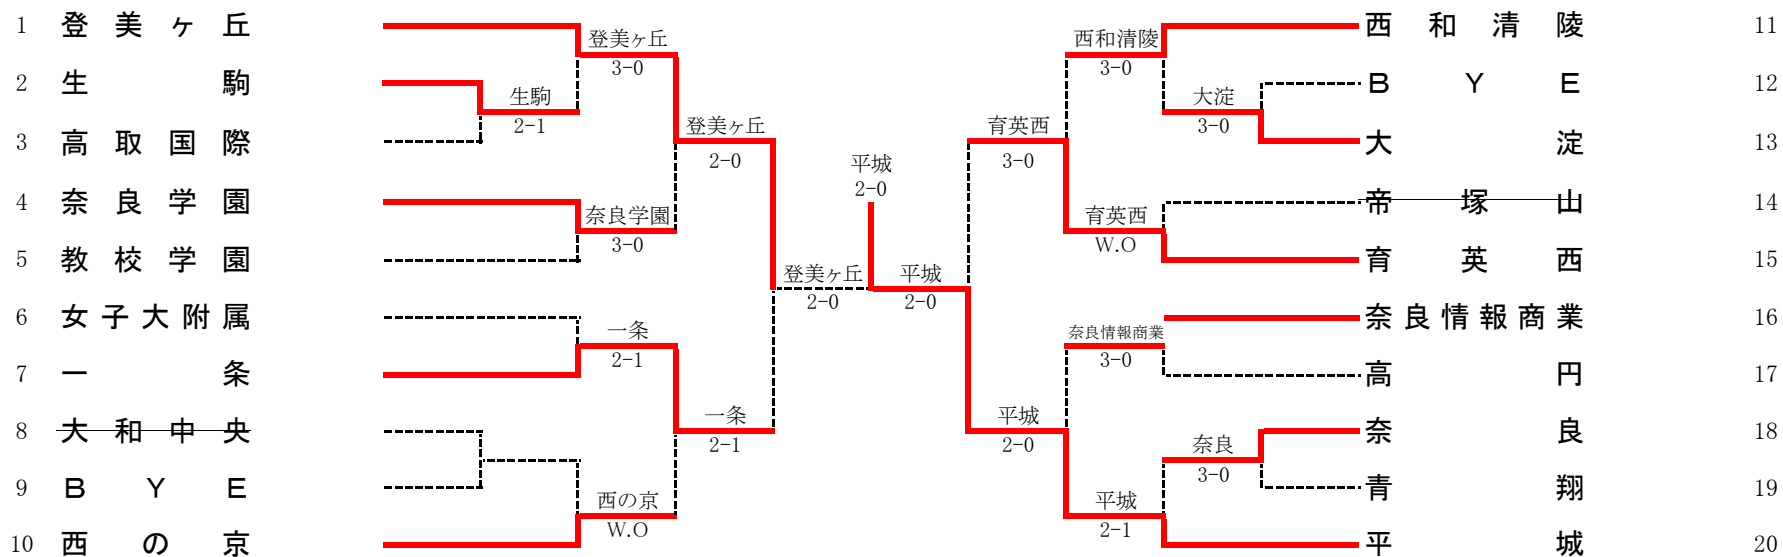 1 登美ヶ丘
2 生駒
3 高取国際
4 奈良学園
5 教校学園
6 女子大附属
7 一条
8 大和中央
9 ＢＹＥ
10 西の京
登美ヶ丘
3-0
生駒
2-1
奈良学園
3-0
一条
2-1
西の京
W.O
登美ヶ丘
2-0
一条
2-1
登美ヶ丘
2-0
平城
2-0
平城
2-0
育英西
3-0
平城
2-0
西和清陵
3-0
大淀
3-0
育英西
W.O
奈良情報商業
3-0
奈良
3-0
平城
2-1
西和清陵 11
ＢＹＥ 12
大淀 13
帝塚山 14
育英西 15
奈良情報商業 16
高円 17
奈良 18
青翔 19
平城 20